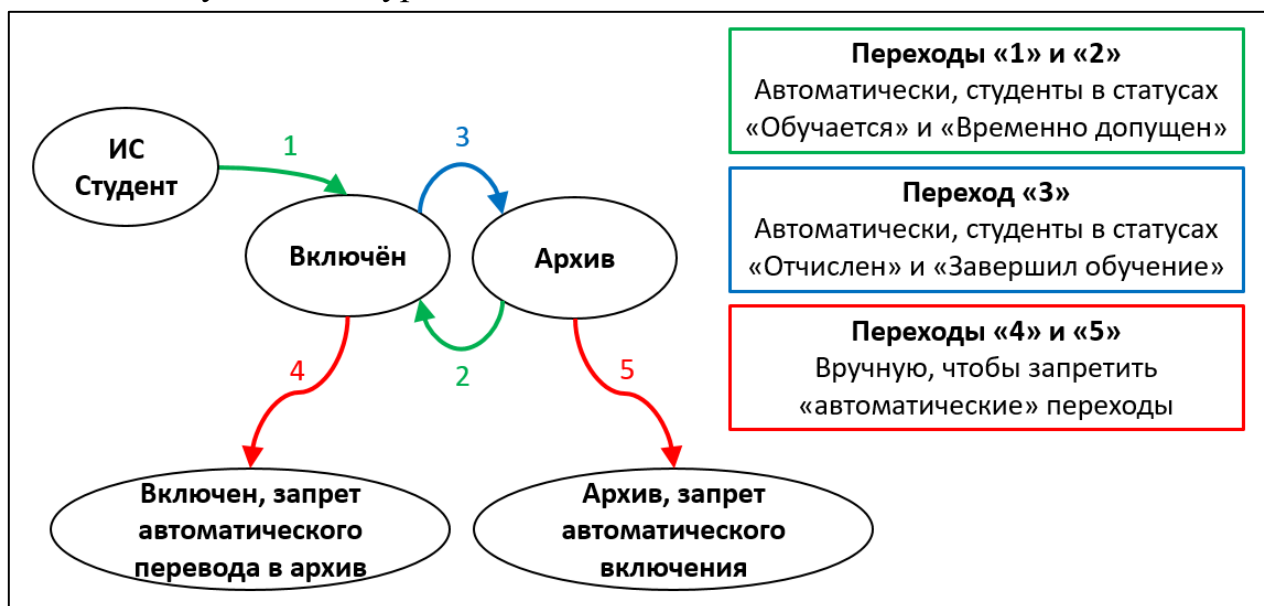 ИС
Студент
1
3
Включён
Архив
4
2
5
Включен, запрет
автоматического
перевода в архив
Архив, запрет
автоматического
включения
Переходы «1» и «2»
Автоматически, студенты в статусах
«Обучается» и «Временно допущен»
Переход «3»
Автоматически, студенты в статусах
«Отчислен» и «Завершил обучение»
Переходы «4» и «5»
Вручную, чтобы запретить
«автоматические» переходы